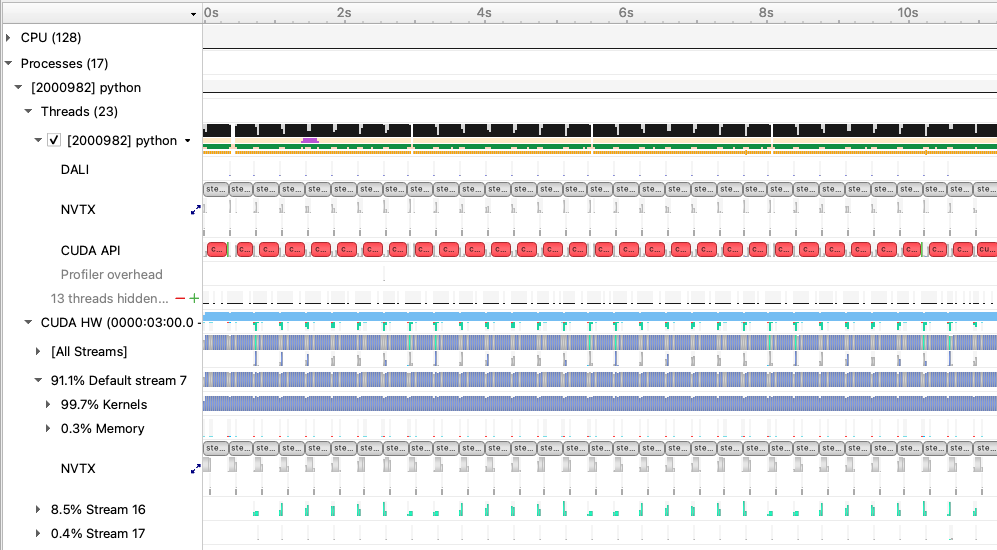 0s 2s 4s 6s 8s 10s
CPU (128)
Processes (17)
[2000982] python
Threads (23)
[2000982] python
DALI
ste... ste... ste... ste... ste... ste... ste... ste... ste... ste... ste... ste... ste... ste... ste... ste... ste... ste... ste... ste... ste... ste... ste... ste... ste... ste... ste... ste... ste... ste... ste...
NVTX
CUDA API
c... c... c... c... c... c... c... c... c... c... c... c... c... c... c... c... c... c... c... c... c... c... c... c... c... c... c... c... c... c... cu...
Profiler overhead
13 threads hidden...
CUDA HW (0000:03:00.0 -
[All Streams]
91.1% Default stream 7
99.7% Kernels
0.3% Memory
ste... ste... ste... ste... ste... ste... ste... ste... ste... ste... ste... ste... ste... ste... ste... ste... ste... ste... ste... ste... ste... ste... ste... ste... ste... ste... ste... ste... ste... ste... ste...
NVTX
8.5% Stream 16
0.4% Stream 17